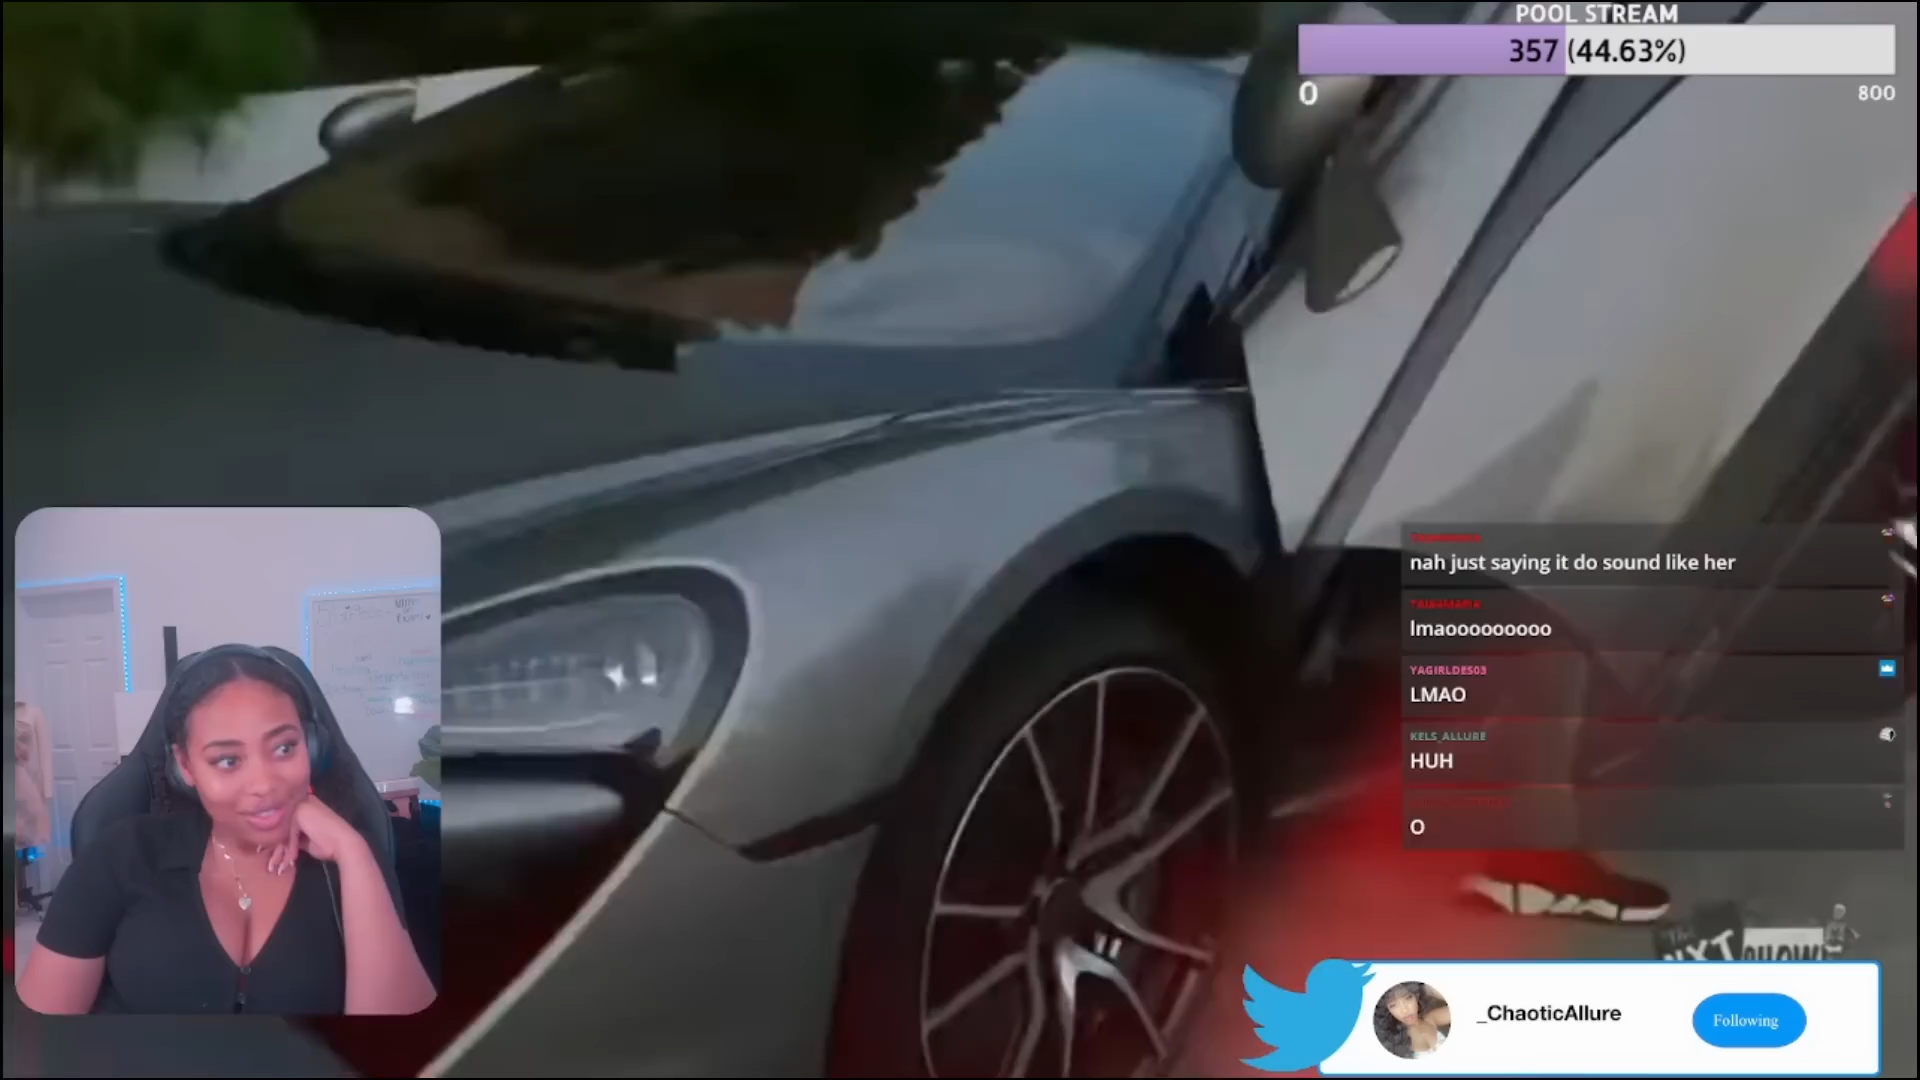 POOL STREAM
357 (44.63%)
0
800
nah just saying it do sound like her
lmaooooooooo
YAGIRLDES03
LMAO
KELS_ALLURE
HUH
O
_ChaoticAllure
Following